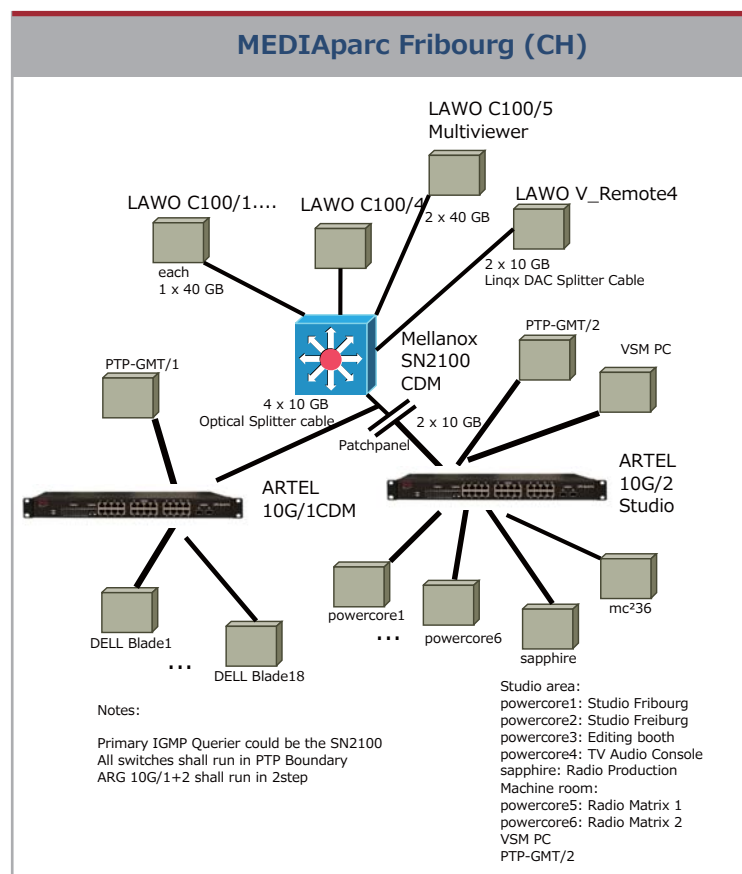 MEDIAparc Fribourg (CH)
LAWO C100/5
Multiviewer
LAWO C100/1....
LAWO C100/4
LAWO V_Remote4
2 x 40 GB
each
1 x 40 GB
2 x 10 GB
Linqx DAC Splitter Cable
Mellanox
SN2100
CDM
PTP-GMT/2
VSM PC
PTP-GMT/1
4 x 10 GB
Optical Splitter cable
2 x 10 GB
Patchpanel
ARTEL
10G/1CDM
ARTEL
10G/2
Studio
DELL Blade1
...
DELL Blade18
powercore1
...
powercore6
sapphire
mc²36
Notes:
Primary IGMP Querier could be the SN2100
All switches shall run in PTP Boundary
ARG 10G/1+2 shall run in 2step
Studio area:
powercore1: Studio Fribourg
powercore2: Studio Freiburg
powercore3: Editing booth
powercore4: TV Audio Console
sapphire: Radio Production
Machine room:
powercore5: Radio Matrix 1
powercore6: Radio Matrix 2
VSM PC
PTP-GMT/2